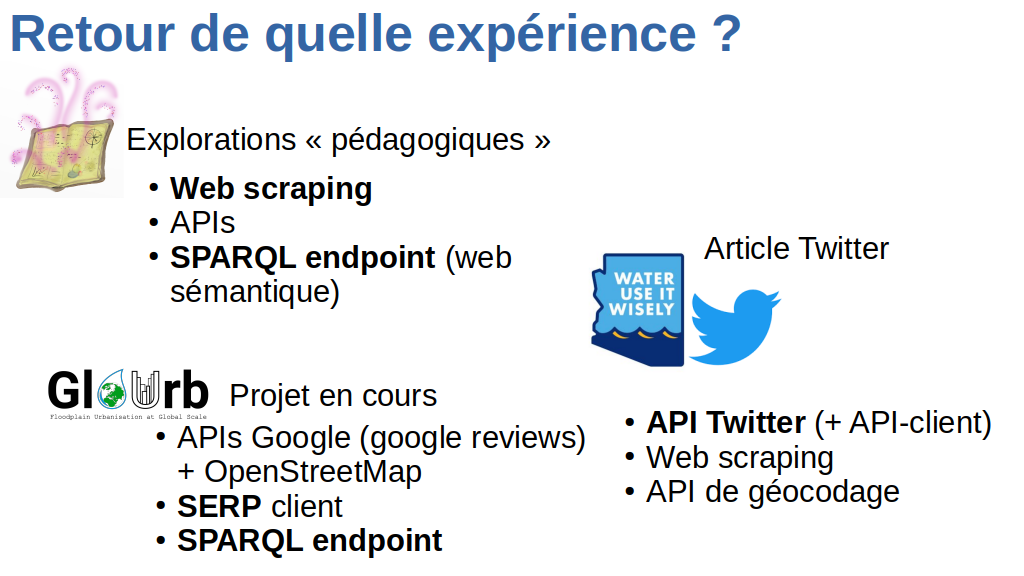 Retour de quelle expérience ?
Explorations « pédagogiques »
• Web scraping
• APIs
• SPARQL endpoint (web
sémantique)
Article Twitter
WATER
USE IT
WISELY
• API Twitter (+ API-client)
• Web scraping
• API de géocodage
GlOUrb
Floodplain Urbanisation at Global Scale
Projet en cours
• APIs Google (google reviews)
+ OpenStreetMap
• SERP client
• SPARQL endpoint